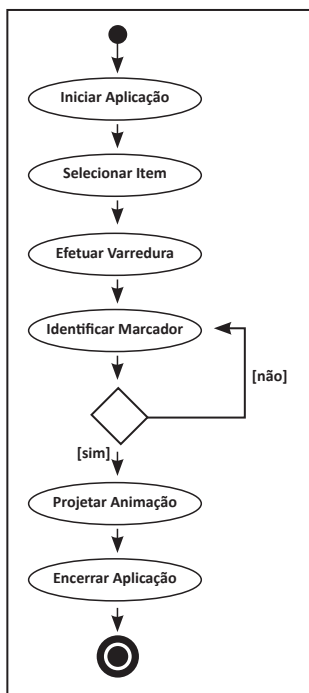 Iniciar Aplicação
Selecionar Item
Efetuar Varredura
Identificar Marcador
[não]
[sim]
Projetar Animação
Encerrar Aplicação